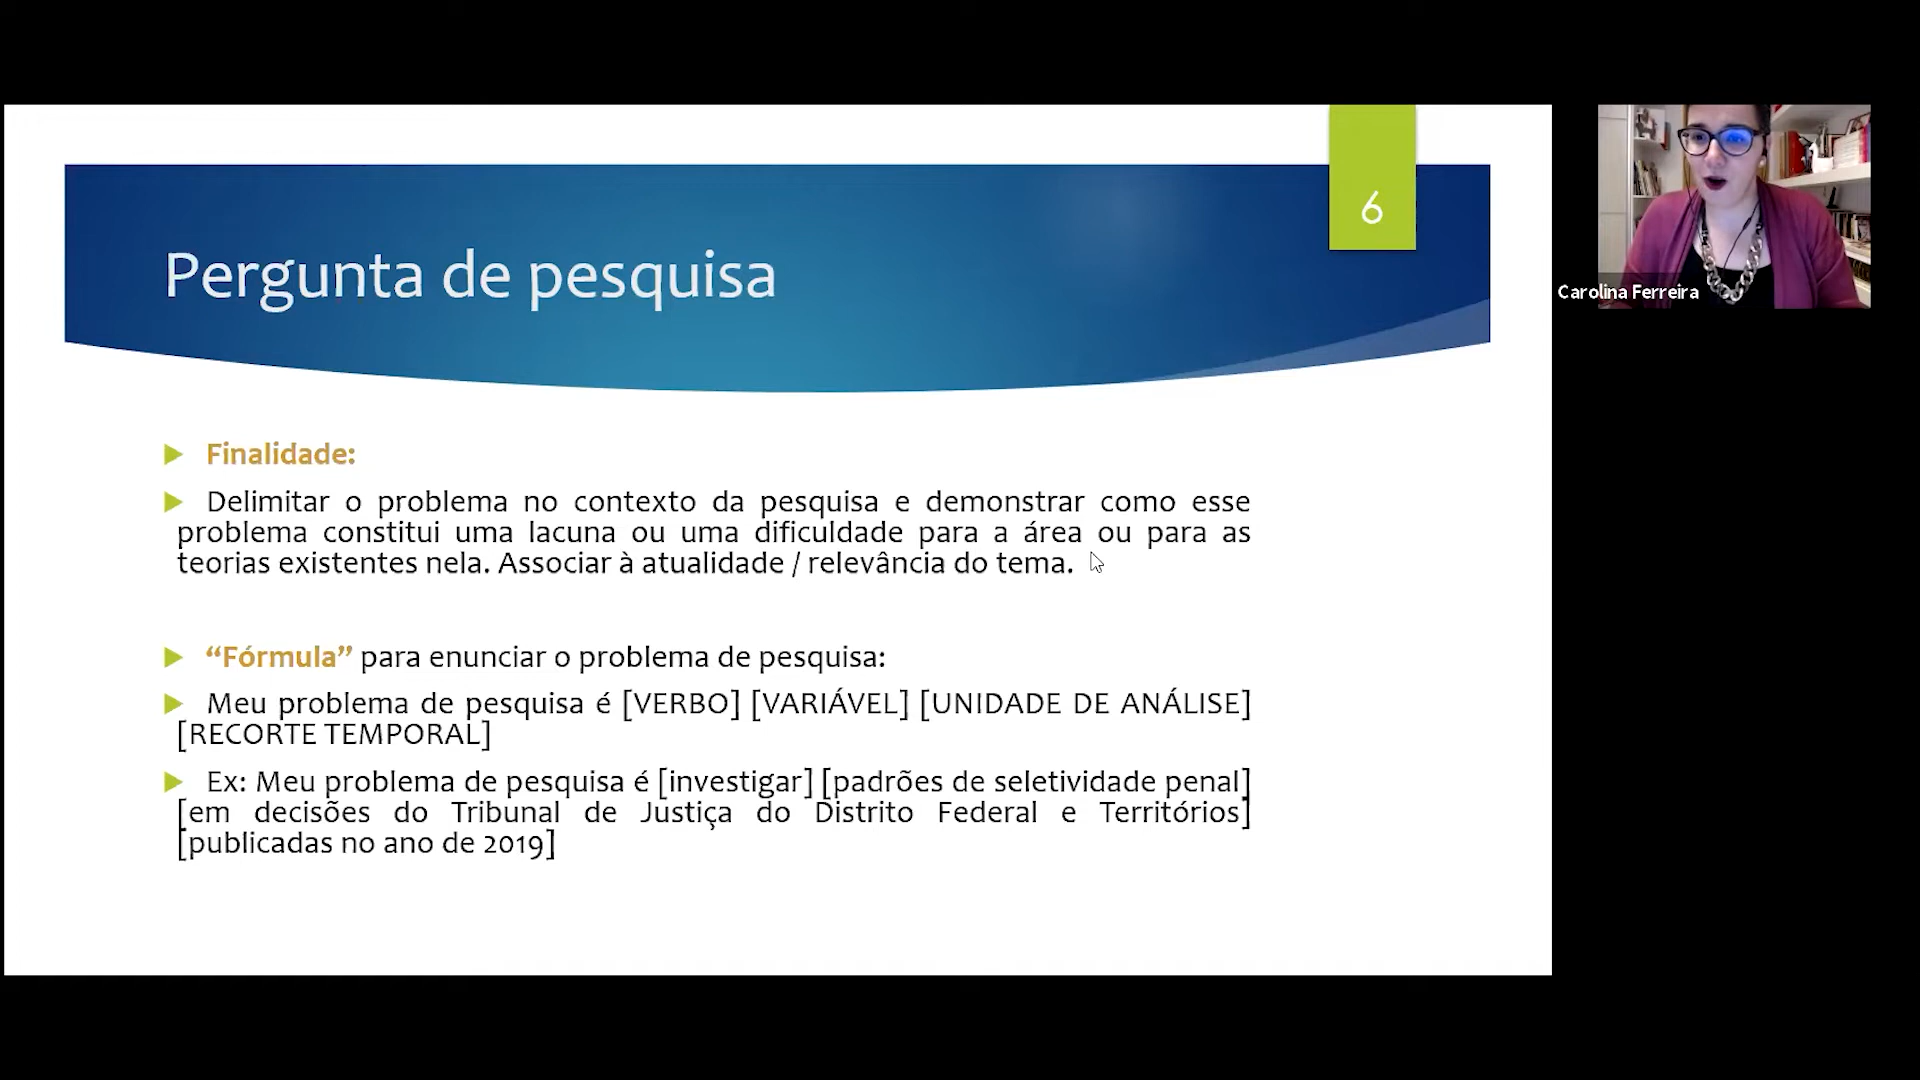 6
Pergunta de pesquisa
Carolina Ferreira
Finalidade:
Delimitar o problema no contexto da pesquisa e demonstrar como esse
problema constitui uma lacuna ou uma dificuldade para a área ou para as
teorias existentes nela. Associar à atualidade / relevância do tema.
“Fórmula” para enunciar o problema de pesquisa:
Meu problema de pesquisa é [VERBO] [VARIÁVEL] [UNIDADE DE ANÁLISE]
[RECORTE TEMPORAL]
Ex: Meu problema de pesquisa é [investigar] [padrões de seletividade penal]
[em decisões do Tribunal de Justiça do Distrito Federal e Territórios]
[publicadas no ano de 2019]